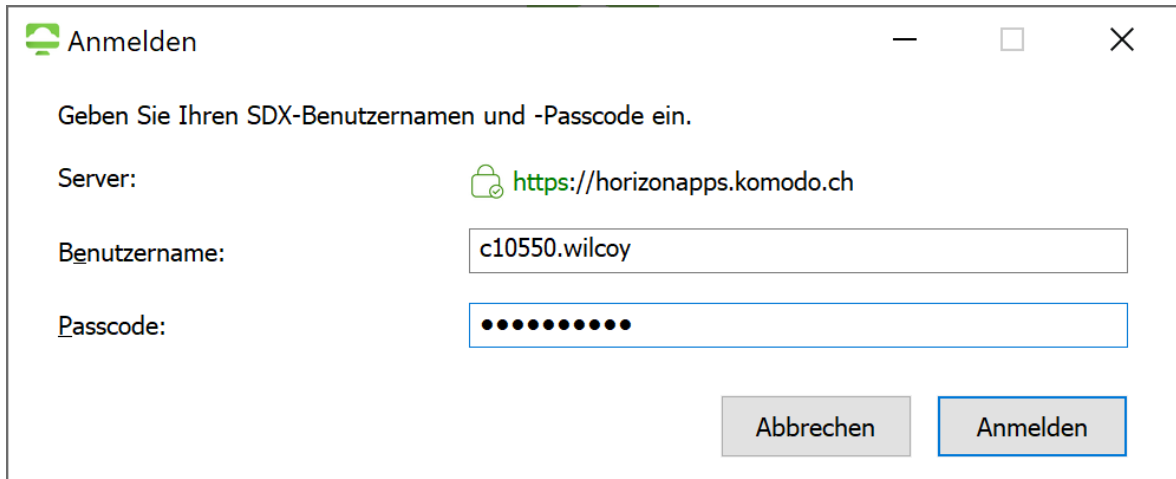 Anmelden
Geben Sie Ihren SDX-Benutzernamen und -Passcode ein.
Server: https://horizonapps.komodo.ch
Benutzername: c10550.wilcoy
Passcode: ●●●●●●●●●●
Abbrechen Anmelden